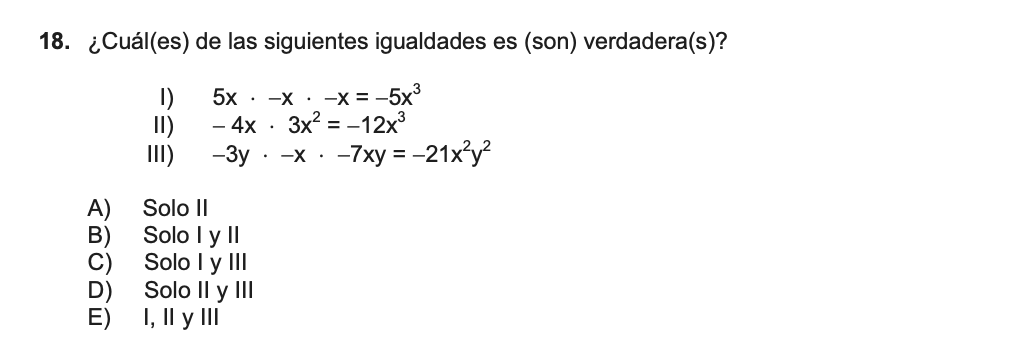 18. ¿Cuál(es) de las siguientes igualdades es (son) verdadera(s)?
I) 5x · –x · –x = –5x³
II) – 4x · 3x² = –12x³
III) –3y · –x · –7xy = –21x²y²
A) Solo II
B) Solo I y II
C) Solo I y III
D) Solo II y III
E) I, II y III